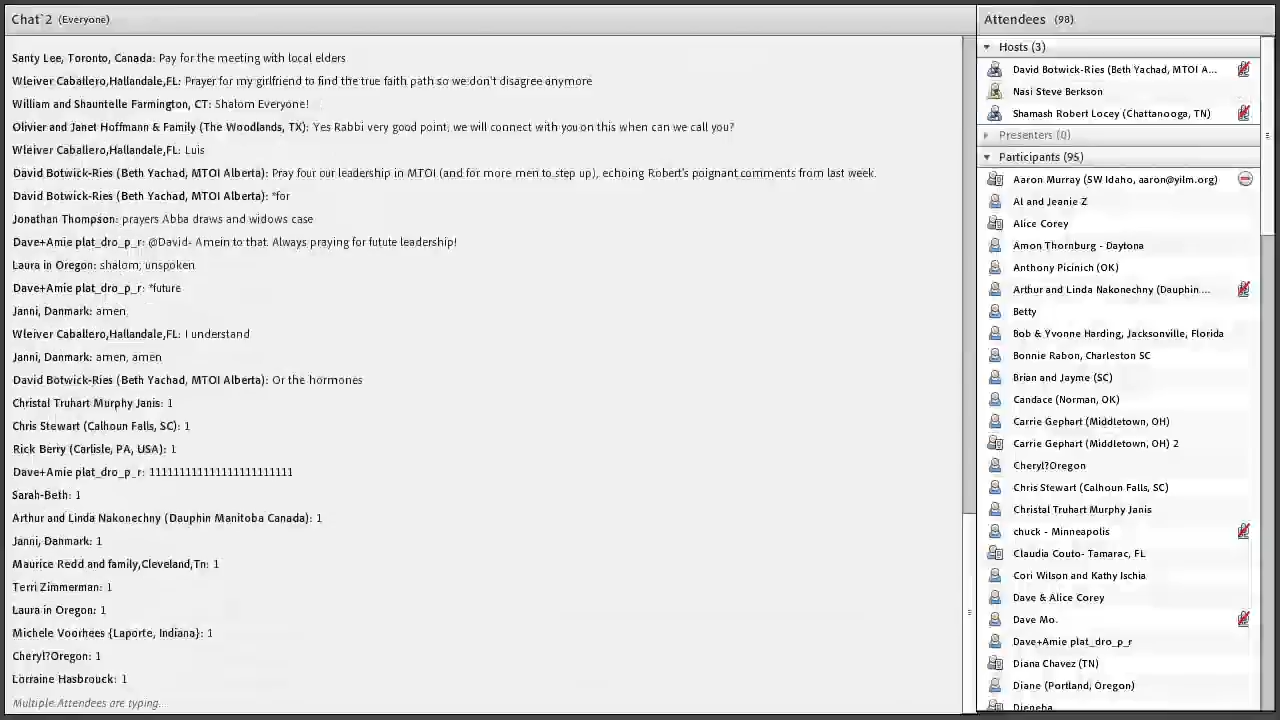 Chat`2 (Everyone)
Santy Lee, Toronto, Canada: Pay for the meeting with local elders
Wleiver Caballero,Hallandale,FL: Prayer for my girlfriend to find the true faith path so we don't disagree anymore
William and Shauntelle Farmington, CT: Shalom Everyone!
Olivier and Janet Hoffmann & Family (The Woodlands, TX): Yes Rabbi very good point, we will connect with you on this when can we call you?
Wleiver Caballero,Hallandale,FL: Luis
David Botwick-Ries (Beth Yachad, MTOI Alberta): Pray four our leadership in MTOI (and for more men to step up), echoing Robert's poignant comments from last week.
David Botwick-Ries (Beth Yachad, MTOI Alberta): *for
Jonathan Thompson: prayers Abba draws and widows case
Dave+Amie plat_dro_p_r: @David- Amein to that. Always praying for futute leadership!
Laura in Oregon: shalom, unspoken
Dave+Amie plat_dro_p_r: *future
Janni, Danmark: amen
Wleiver Caballero,Hallandale,FL: I understand
Janni, Danmark: amen, amen
David Botwick-Ries (Beth Yachad, MTOI Alberta): Or the hormones
Christal Truhart Murphy Janis: 1
Chris Stewart (Calhoun Falls, SC): 1
Rick Berry (Carlisle, PA, USA): 1
Dave+Amie plat_dro_p_r: 111111111111111111111111
Sarah-Beth: 1
Arthur and Linda Nakonechny (Dauphin Manitoba Canada): 1
Janni, Danmark: 1
Maurice Redd and family,Cleveland,Tn: 1
Terri Zimmerman: 1
Laura in Oregon: 1
Michele Voorhees {Laporte, Indiana}: 1
Cheryl?Oregon: 1
Lorraine Hasbrouck: 1
Multiple Attendees are typing.
Attendees (98)
Hosts (3)
David Botwick-Ries (Beth Yachad, MTOI A...
Nasi Steve Berkson
Shamash Robert Locey (Chattanooga, TN)
Presenters (0)
Participants (95)
Aaron Murray (SW Idaho, aaron@yilm.org)
Al and Jeanie Z
Alice Corey
Amon Thornburg - Daytona
Anthony Picinich (OK)
Arthur and Linda Nakonechny (Dauphin ...
Betty
Bob & Yvonne Harding, Jacksonville, Florida
Bonnie Rabon, Charleston SC
Brian and Jayme (SC)
Candace (Norman, OK)
Carrie Gephart (Middletown, OH)
Carrie Gephart (Middletown, OH) 2
Cheryl?Oregon
Chris Stewart (Calhoun Falls, SC)
Christal Truhart Murphy Janis
chuck - Minneapolis
Claudia Couto- Tamarac, FL
Cori Wilson and Kathy Ischia
Dave & Alice Corey
Dave Mo.
Dave+Amie plat_dro_p_r
Diana Chavez (TN)
Diane (Portland, Oregon)
Dieneba